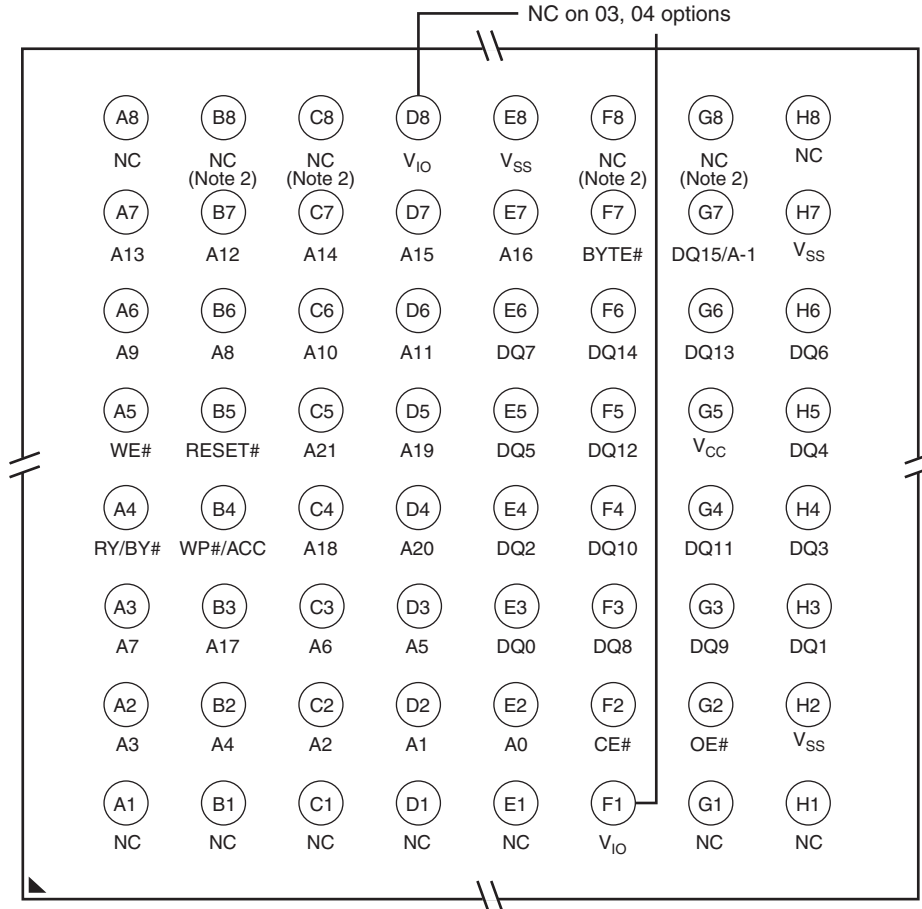 NC on 03, 04 options
A8 B8 C8 D8 E8 F8 G8 H8
NC NC NC VIO VSS NC NC NC
(Note 2) (Note 2) (Note 2) (Note 2)
A7 B7 C7 D7 E7 F7 G7 H7
A13 A12 A14 A15 A16 BYTE# DQ15/A-1 VSS
A6 B6 C6 D6 E6 F6 G6 H6
A9 A8 A10 A11 DQ7 DQ14 DQ13 DQ6
A5 B5 C5 D5 E5 F5 G5 H5
WE# RESET# A21 A19 DQ5 DQ12 VCC DQ4
A4 B4 C4 D4 E4 F4 G4 H4
RY/BY# WP#/ACC A18 A20 DQ2 DQ10 DQ11 DQ3
A3 B3 C3 D3 E3 F3 G3 H3
A7 A17 A6 A5 DQ0 DQ8 DQ9 DQ1
A2 B2 C2 D2 E2 F2 G2 H2
A3 A4 A2 A1 A0 CE# OE# VSS
A1 B1 C1 D1 E1 F1 G1 H1
NC NC NC NC NC VIO NC NC